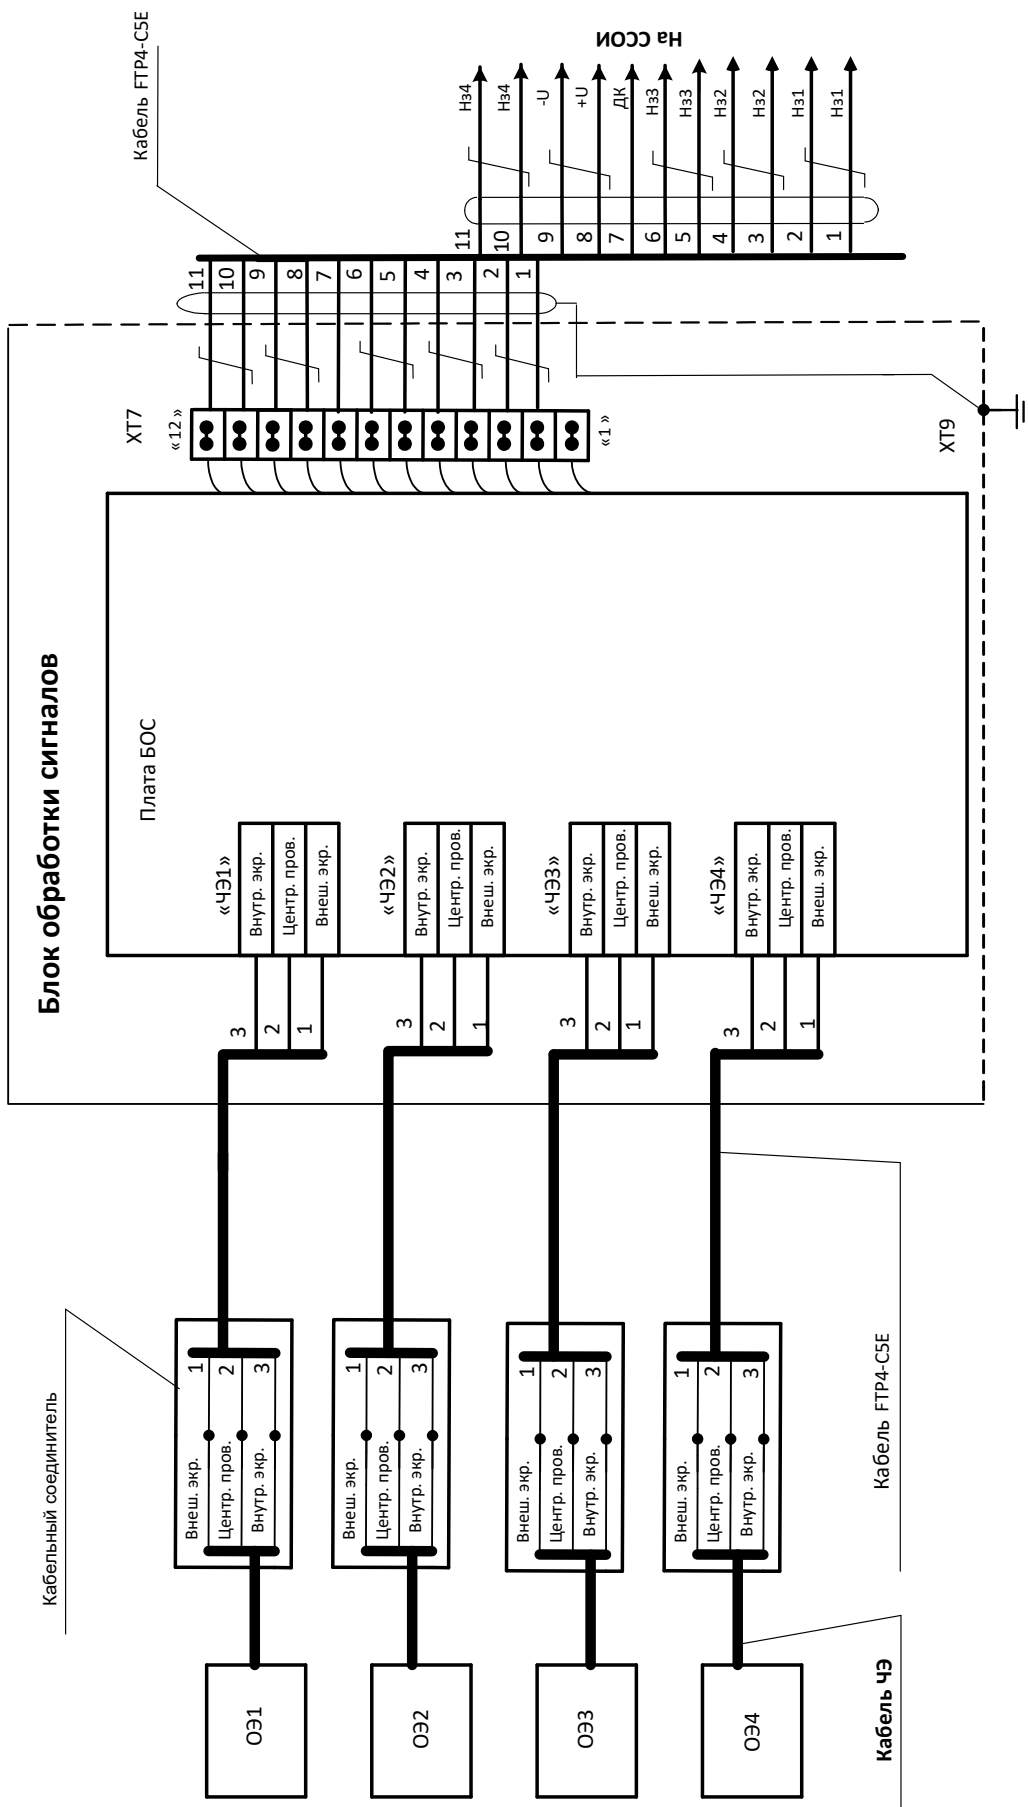 Блок обработки сигналов
Кабельный соединитель
Кабель FTP4-C5E
Плата БОС
ХТ7
«12»
«1»
ХТ9
ОЭ1
Внеш. экр.
Центр. пров.
Внутр. экр.
1
2
3
3
2
1
«ЧЭ1»
Внутр. экр.
Центр. пров.
Внеш. экр.
ОЭ2
Внеш. экр.
Центр. пров.
Внутр. экр.
1
2
3
3
2
1
«ЧЭ2»
Внутр. экр.
Центр. пров.
Внеш. экр.
ОЭ3
Внеш. экр.
Центр. пров.
Внутр. экр.
1
2
3
3
2
1
«ЧЭ3»
Внутр. экр.
Центр. пров.
Внеш. экр.
ОЭ4
Внеш. экр.
Центр. пров.
Внутр. экр.
1
2
3
3
2
1
«ЧЭ4»
Внутр. экр.
Центр. пров.
Внеш. экр.
11
10
9
8
7
6
5
4
3
2
1
11 Нз4
10 Нз4
9 -U
8 +U
7 ДК
6 Нз3
5 Нз3
4 Нз2
3 Нз2
2 Нз1
1 Нз1
На ССОИ
Кабель ЧЭ
Кабель FTP4-C5E